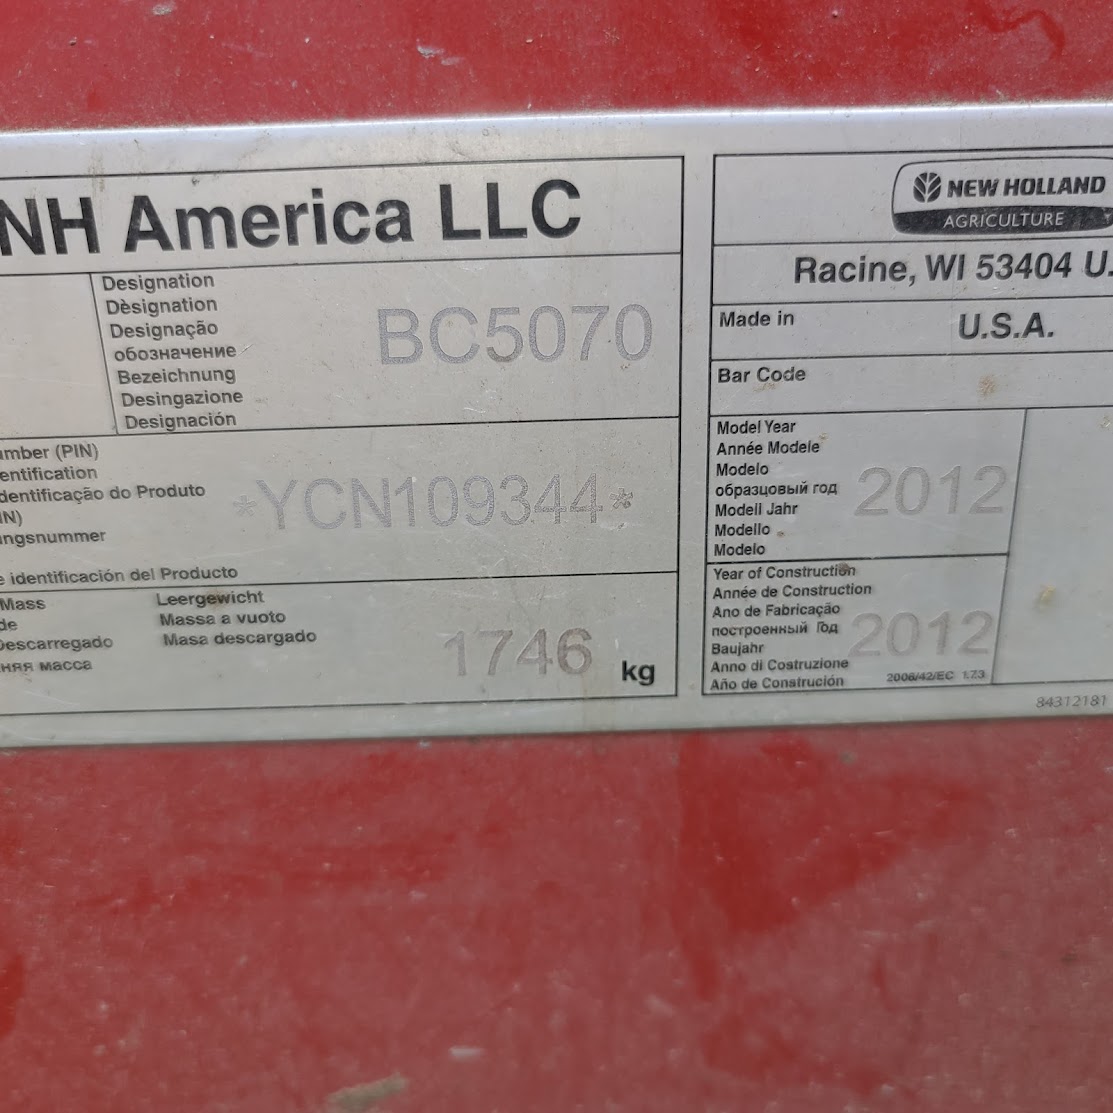 NH America LLC
Designation
Dèsignation
Designação
обозначение
Bezeichnung
Desingazione
Designación
BC5070
umber (PIN)
entification
dentificação do Produto
IN)
ungsnummer
e identificación del Producto
*YCN109344*
Mass
de
Descarregado
няя масса
Leergewicht
Massa a vuoto
Masa descargado
1746 kg
NEW HOLLAND
AGRICULTURE
Racine, WI 53404 U.
Made in
U.S.A.
Bar Code
Model Year
Année Modele
Modelo
образцовый год
Modell Jahr
Modello
Modelo
2012
Year of Construction
Année de Construction
Ano de Fabricação
построенный Год
Baujahr
Anno di Costruzione
Año de Construción
2012
2006/42/EC 1.7.3
84312181